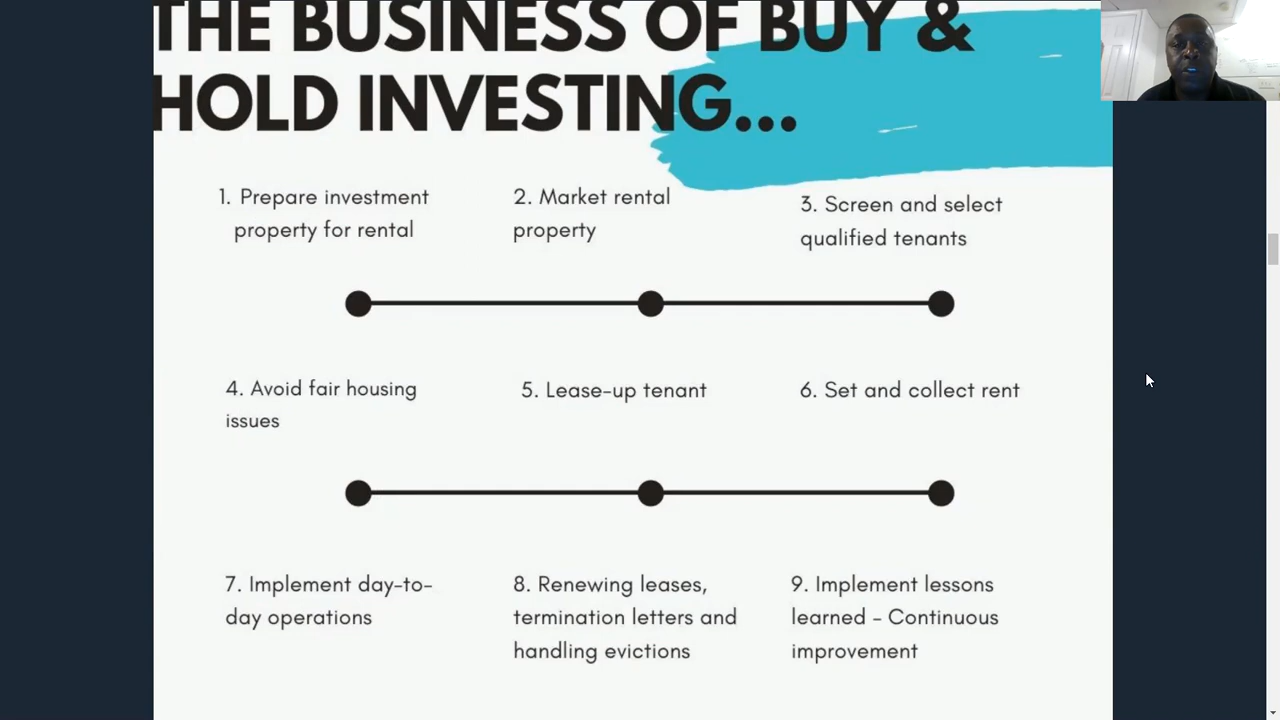 THE BUSINESS OF BUY &
HOLD INVESTING...
1. Prepare investment
property for rental
2. Market rental
property
3. Screen and select
qualified tenants
4. Avoid fair housing
issues
5. Lease-up tenant
6. Set and collect rent
7. Implement day-to-
day operations
8. Renewing leases,
termination letters and
handling evictions
9. Implement lessons
learned - Continuous
improvement